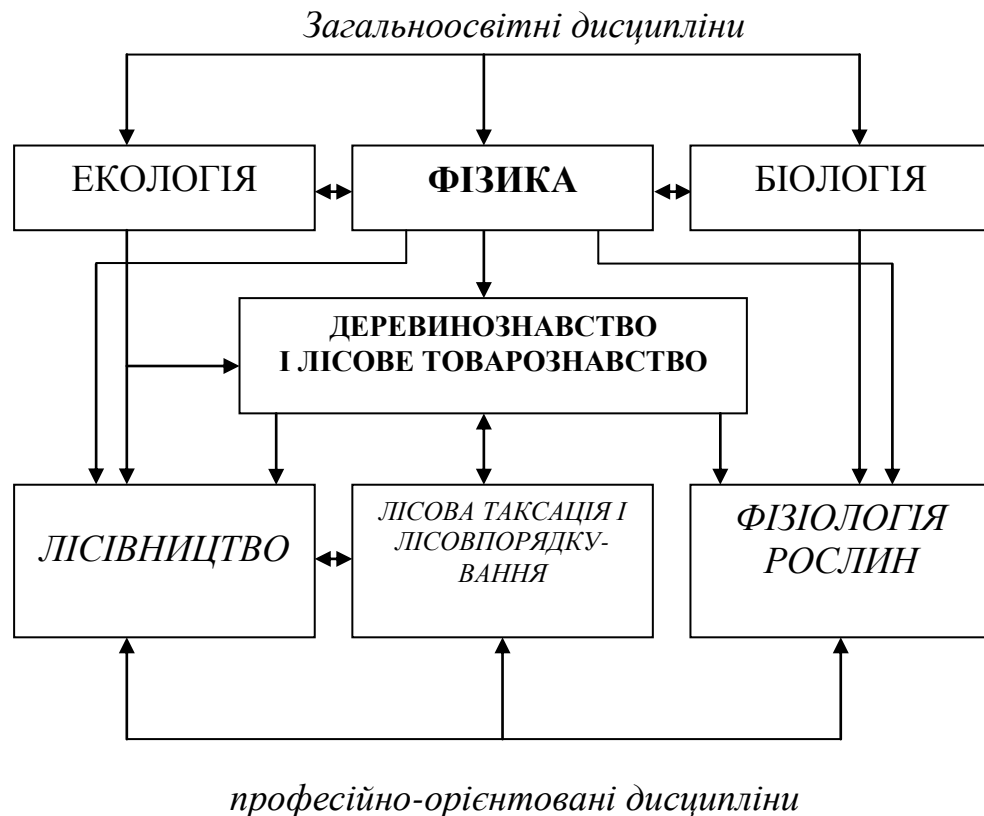 Загальноосвітні дисципліни
ЕКОЛОГІЯ
ФІЗИКА
БІОЛОГІЯ
ДЕРЕВИНОЗНАВСТВО
І ЛІСОВЕ ТОВАРОЗНАВСТВО
ЛІСІВНИЦТВО
ЛІСОВА ТАКСАЦІЯ І
ЛІСОВПОРЯДКУ-
ВАННЯ
ФІЗІОЛОГІЯ
РОСЛИН
професійно-орієнтовані дисципліни